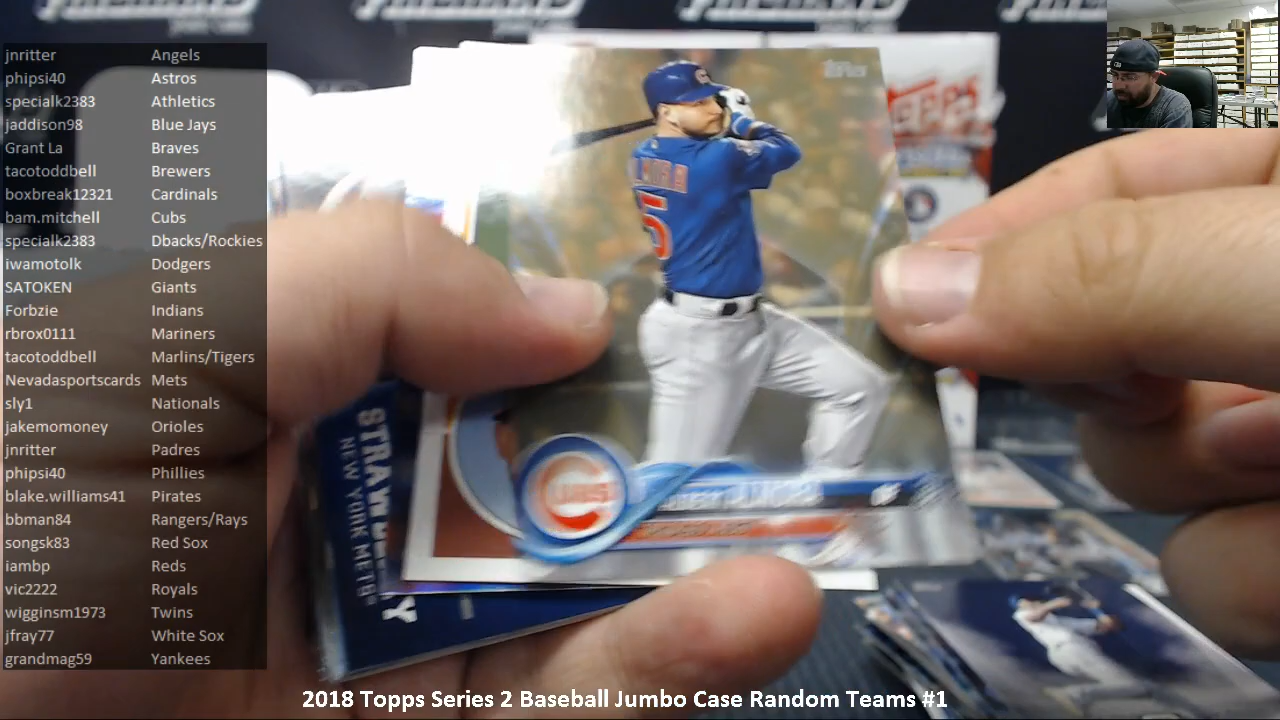 jnritter Angels
phipsi40 Astros
specialk2383 Athletics
jaddison98 Blue Jays
Grant La Braves
tacotoddbell Brewers
boxbreak12321 Cardinals
bam.mitchell Cubs
specialk2383 Dbacks/Rockies
iwamotolk Dodgers
SATOKEN Giants
Forbzie Indians
rbrox0111 Mariners
tacotoddbell Marlins/Tigers
Nevadasportscards Mets
sly1 Nationals
jakemomoney Orioles
jnritter Padres
phipsi40 Phillies
blake.williams41 Pirates
bbman84 Rangers/Rays
songsk83 Red Sox
iambp Reds
vic2222 Royals
wigginsm1973 Twins
jfray77 White Sox
grandmag59 Yankees
Topps
5
CUBS
TOPPS
NEW YORK METS
2018 Topps Series 2 Baseball Jumbo Case Random Teams #1